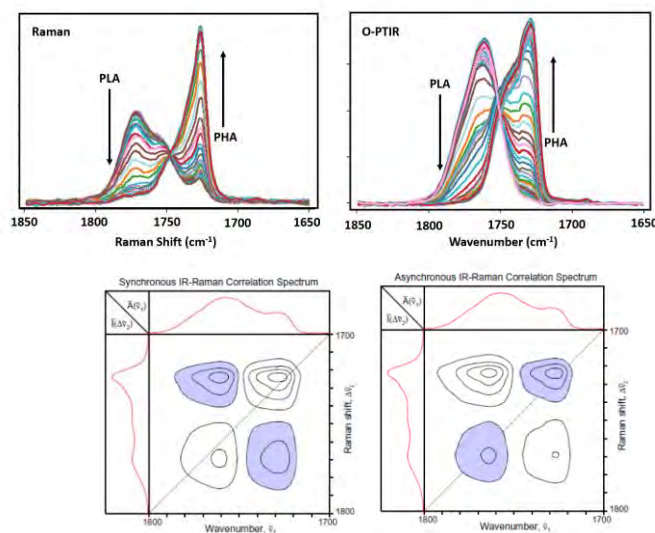 Raman
PLA
PHA
1850 1800 1750 1700 1650
Raman Shift (cm⁻¹)
O-PTIR
PLA
PHA
1850 1800 1750 1700 1650
Wavenumber (cm⁻¹)
Synchronous IR-Raman Correlation Spectrum
Ā(ν̃₁)
Ī(Δν̃₂)
1700
Raman shift, Δν̃₂
1800
1800 1700
Wavenumber, ν̃₁
Asynchronous IR-Raman Correlation Spectrum
Ā(ν̃₁)
Ī(Δν̃₂)
1700
Raman shift, Δν̃₂
1800
1800 1700
Wavenumber, ν̃₁